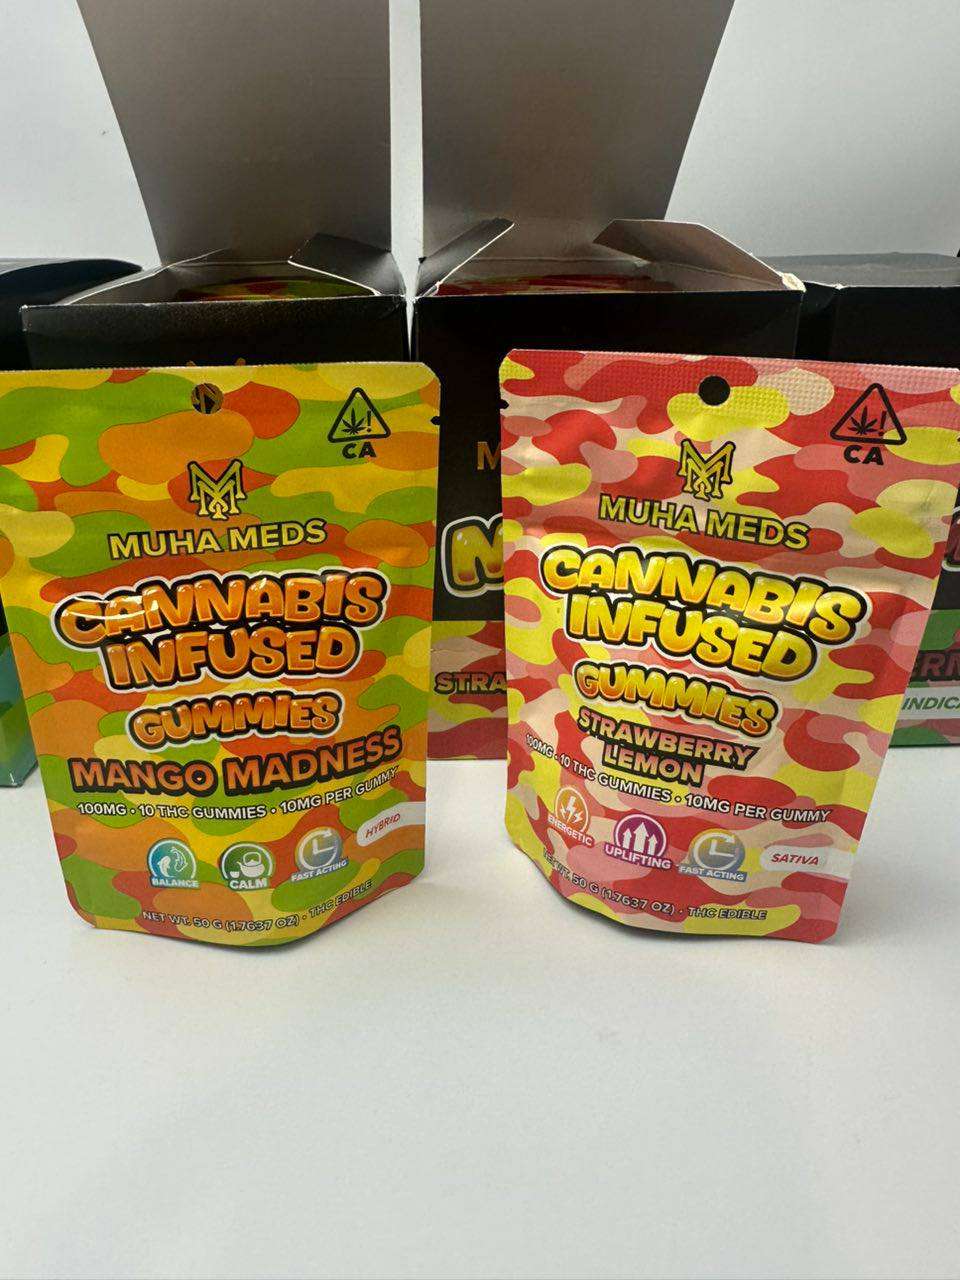 CA
MUHA MEDS
CANNABIS
INFUSED
GUMMIES
MANGO MADNESS
100MG • 10 THC GUMMIES • 10MG PER GUMMY
HYBRID
BALANCE
CALM
FAST ACTING
NET WT. 50 G (1.7637 OZ) • THC EDIBLE
CA
MUHA MEDS
CANNABIS
INFUSED
GUMMIES
STRAWBERRY
LEMON
100MG • 10 THC GUMMIES • 10MG PER GUMMY
ENERGETIC
UPLIFTING
FAST ACTING
SATIVA
NET WT. 50 G (1.7637 OZ) • THC EDIBLE
STRA
INDICA